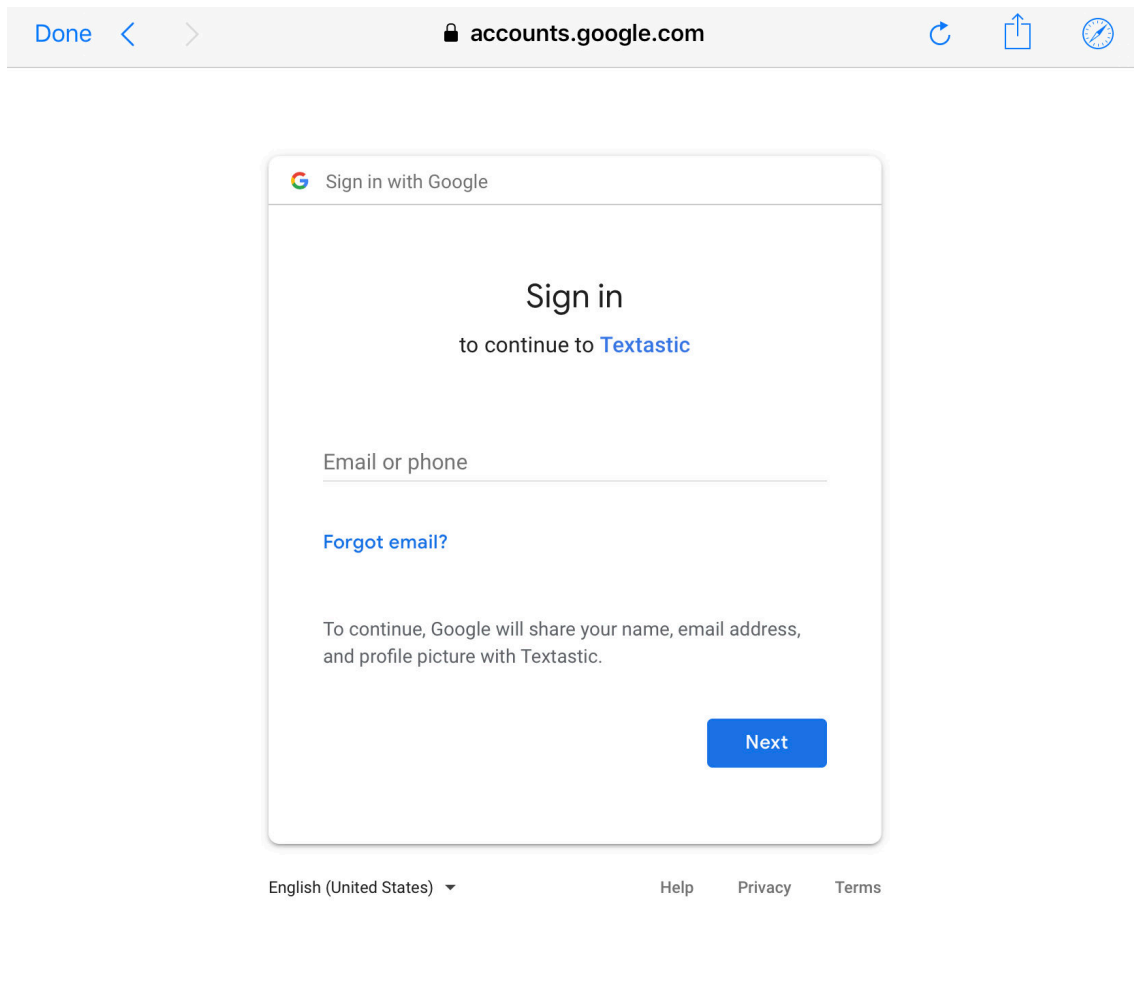 Done accounts.google.com
Sign in with Google
Sign in
to continue to Textastic
Email or phone
Forgot email?
To continue, Google will share your name, email address,
and profile picture with Textastic.
Next
English (United States) Help Privacy Terms